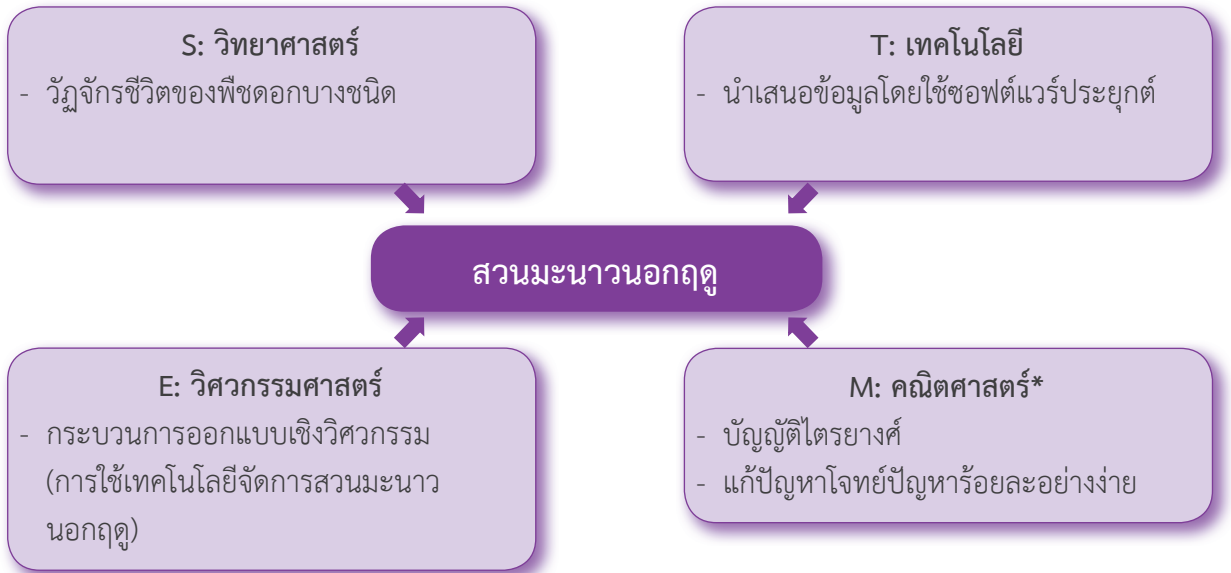 S: วิทยาศาสตร์
- วัฏจักรชีวิตของพืชดอกบางชนิด
T: เทคโนโลยี
- นำเสนอข้อมูลโดยใช้ซอฟต์แวร์ประยุกต์
สวนมะนาวนอกฤดู
E: วิศวกรรมศาสตร์
- กระบวนการออกแบบเชิงวิศวกรรม
(การใช้เทคโนโลยีจัดการสวนมะนาว
นอกฤดู)
M: คณิตศาสตร์*
- บัญญัติไตรยางศ์
- แก้ปัญหาโจทย์ปัญหาร้อยละอย่างง่าย